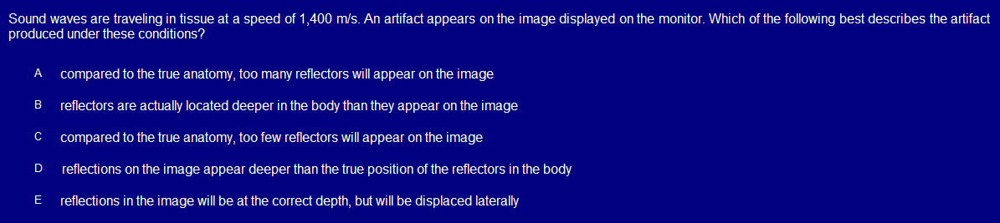 Sound waves are traveling in tissue at a speed of 1,400 m/s. An artifact appears on the image displayed on the monitor. Which of the following best describes the artifact
produced under these conditions?
A compared to the true anatomy, too many reflectors will appear on the image
B reflectors are actually located deeper in the body than they appear on the image
C compared to the true anatomy, too few reflectors will appear on the image
D reflections on the image appear deeper than the true position of the reflectors in the body
E reflections in the image will be at the correct depth, but will be displaced laterally